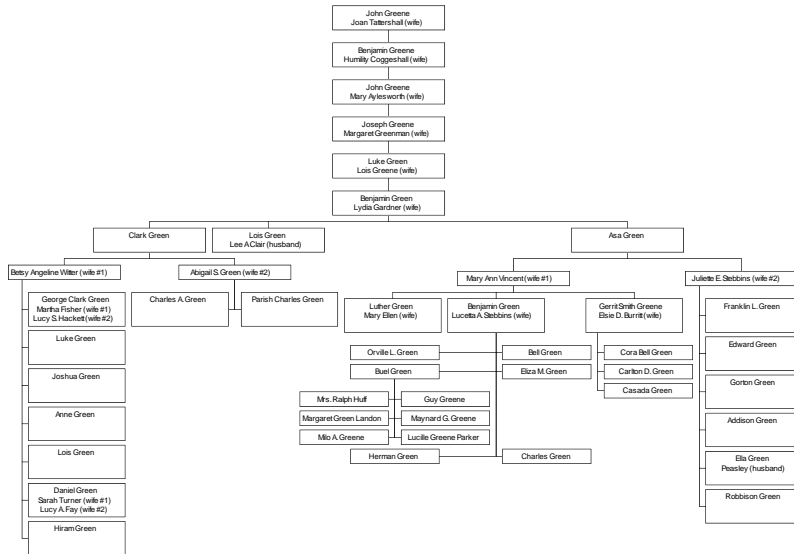 John Greene
Joan Tattershall (wife)
Benjamin Greene
Humility Coggeshall (wife)
John Greene
Mary Aylesworth (wife)
Joseph Greene
Margaret Greenman (wife)
Luke Green
Lois Greene (wife)
Benjamin Green
Lydia Gardner (wife)
Clark Green
Lois Green
Lee A Clair (husband)
Asa Green
Betsy Angeline Witter (wife #1)
Abigail S. Green (wife #2)
Mary Ann Vincent (wife #1)
Juliette E. Stebbins (wife #2)
George Clark Green
Martha Fisher (wife #1)
Lucy S. Hackett (wife #2)
Luke Green
Joshua Green
Anne Green
Lois Green
Daniel Green
Sarah Turner (wife #1)
Lucy A. Fay (wife #2)
Hiram Green
Charles A. Green
Parish Charles Green
Luther Green
Mary Ellen (wife)
Benjamin Green
Lucetta A. Stebbins (wife)
Gerrit Smith Greene
Elsie D. Burritt (wife)
Orville L. Green
Bell Green
Buel Green
Eliza M. Green
Mrs. Ralph Huff
Guy Greene
Margaret Green Landon
Maynard G. Greene
Milo A. Greene
Lucille Greene Parker
Herman Green
Charles Green
Cora Bell Green
Carlton D. Green
Casada Green
Franklin L. Green
Edward Green
Gorton Green
Addison Green
Ella Green
Peasley (husband)
Robbison Green